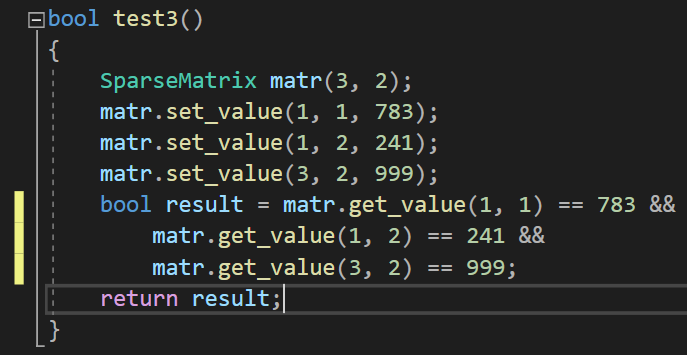 bool test3()
{
    SparseMatrix matr(3, 2);
    matr.set_value(1, 1, 783);
    matr.set_value(1, 2, 241);
    matr.set_value(3, 2, 999);
    bool result = matr.get_value(1, 1) == 783 &&
        matr.get_value(1, 2) == 241 &&
        matr.get_value(3, 2) == 999;
    return result;
}